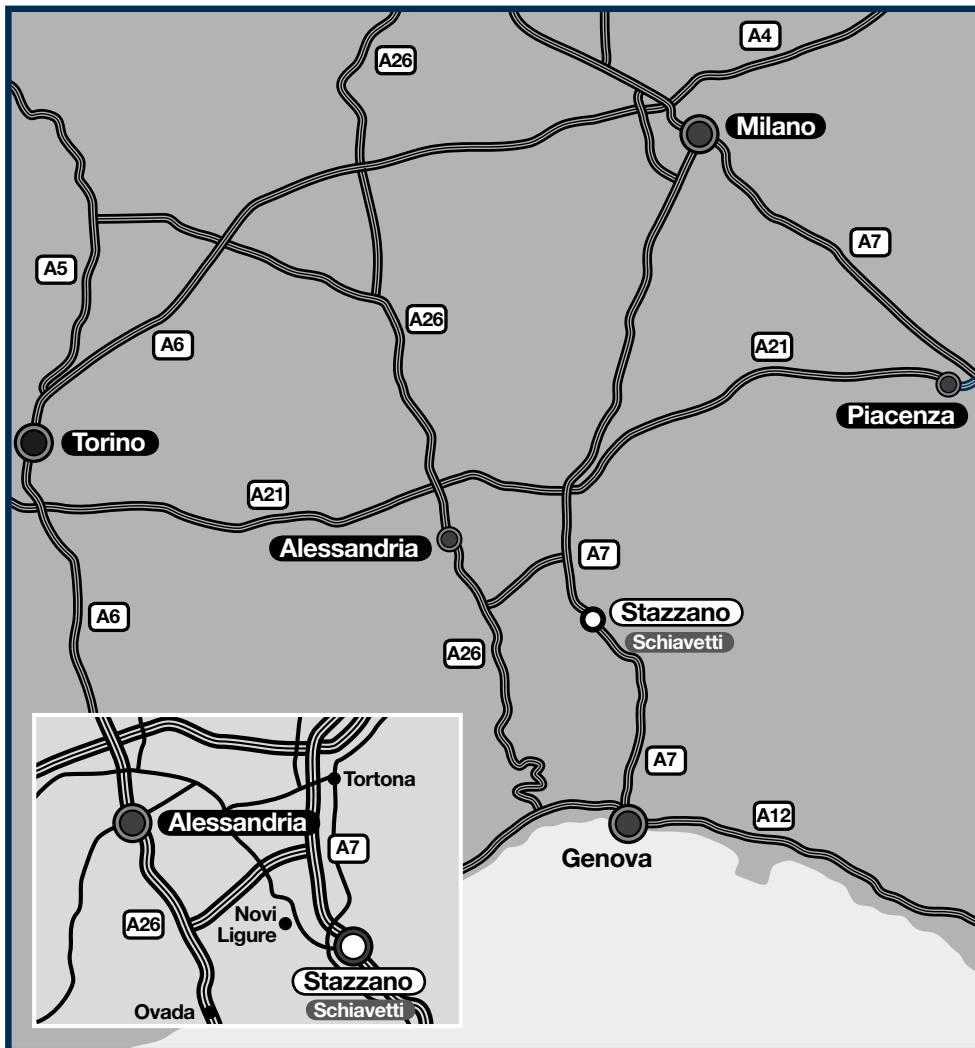 A4
A26
Milano
A7
A5
A26
A6
A21
Piacenza
Torino
A21
Alessandria
A7
A6
Stazzano
Schiavetti
A26
A7
A12
Genova
Tortona
Alessandria
A7
A26
Novi
Ligure
Stazzano
Schiavetti
Ovada